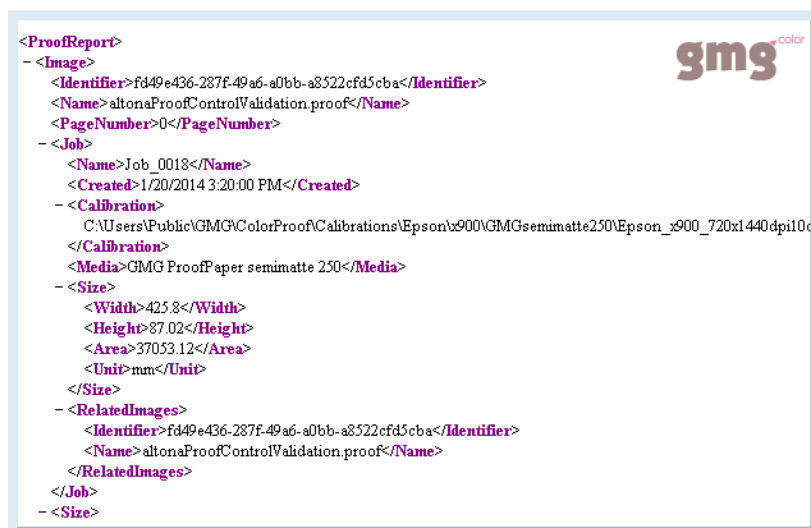 <ProofReport>
gmg color
– <Image>
<Identifier>fd49e436-287f-49a6-a0bb-a8522cfd5cba</Identifier>
<Name>altonaProofControlValidation.proof</Name>
<PageNumber>0</PageNumber>
– <Job>
<Name>Job_0018</Name>
<Created>1/20/2014 3:20:00 PM</Created>
– <Calibration>
C:\Users\Public\GMG\ColorProof\Calibrations\Epson\x900\GMGsemimatte250\Epson_x900_720x1440dpi10c
</Calibration>
<Media>GMG ProofPaper semimatte 250</Media>
– <Size>
<Width>425.8</Width>
<Height>87.02</Height>
<Area>37053.12</Area>
<Unit>mm</Unit>
</Size>
– <RelatedImages>
<Identifier>fd49e436-287f-49a6-a0bb-a8522cfd5cba</Identifier>
<Name>altonaProofControlValidation.proof</Name>
</RelatedImages>
</Job>
– <Size>